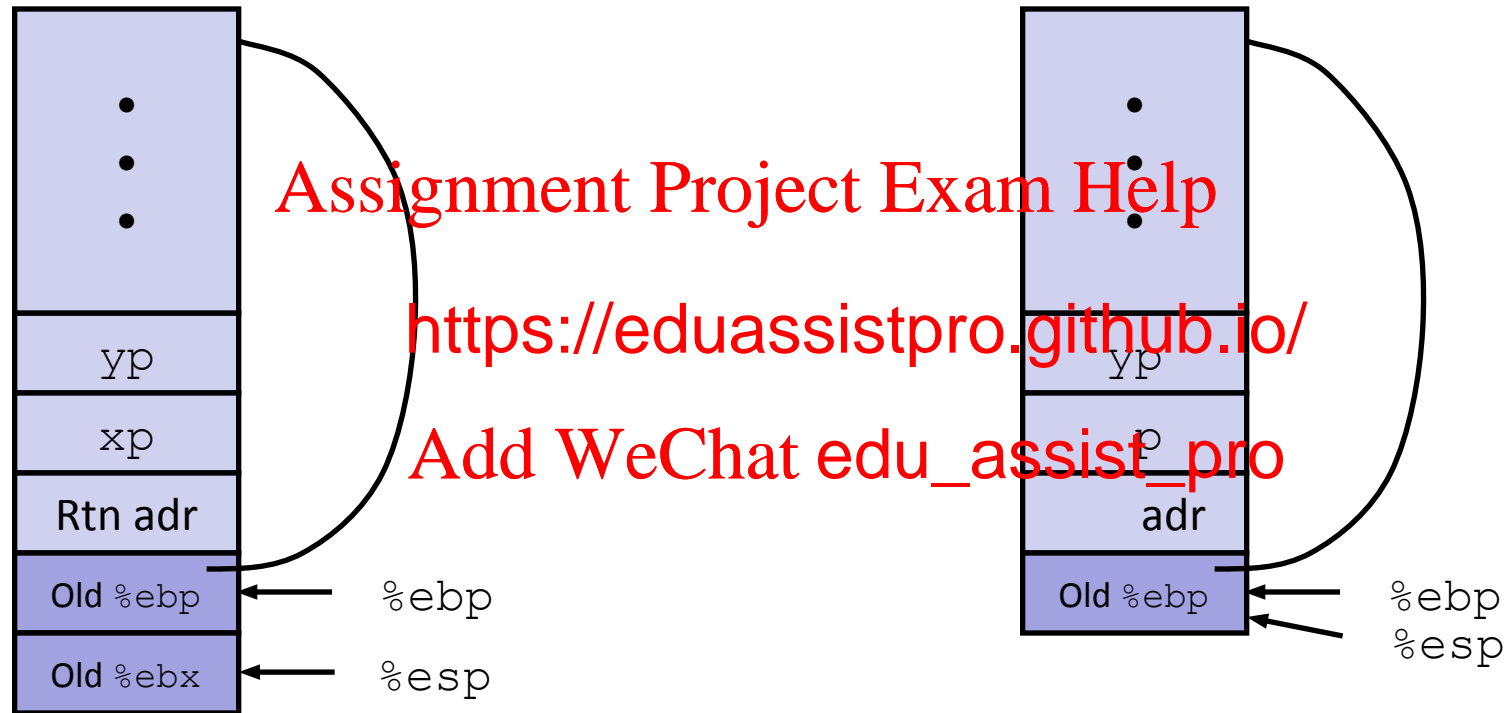 Assignment Project Exam Help
https://eduassistpro.github.io/
Add WeChat edu_assist_pro
yp
xp
Rtn adr
Old %ebp
%ebp
Old %ebx
%esp
yp
p
adr
Old %ebp
%ebp
%esp